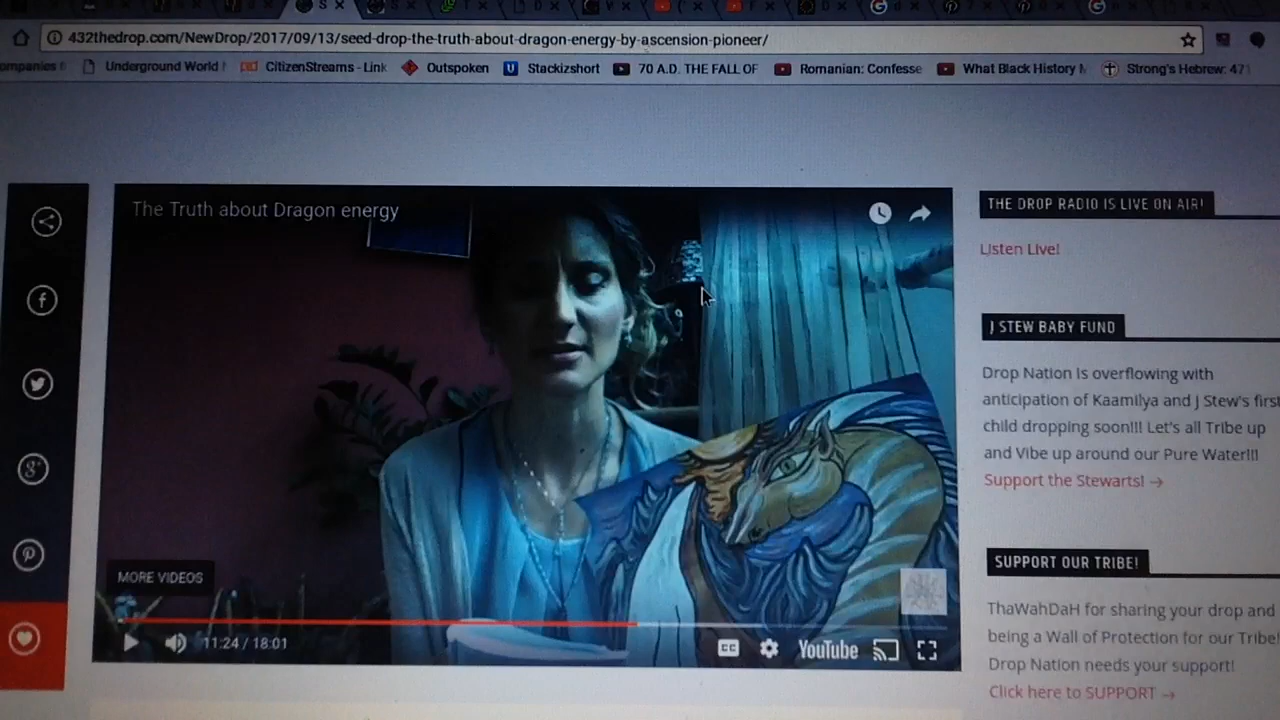 432thedrop.com/NewDrop/2017/09/13/seed-drop-the-truth-about-dragon-energy-by-ascension-pioneer/
ompanies Underground World CitizenStreams - Link Outspoken Stackizshort 70 A.D. THE FALL OF Romanian: Confesse What Black History Strong's Hebrew: 471
The Truth about Dragon energy
THE DROP RADIO IS LIVE ON AIR!
Listen Live!
J STEW BABY FUND
Drop Nation is overflowing with
anticipation of Kaamilya and J Stew's first
child dropping soon!!! Let's all Tribe up
and Vibe up around our Pure Water!!!
Support the Stewarts! →
SUPPORT OUR TRIBE!
ThaWahDaH for sharing your drop and
being a Wall of Protection for our Tribe!
Drop Nation needs your support!
Click here to SUPPORT →
MORE VIDEOS
11:24 / 18:01
CC
YouTube